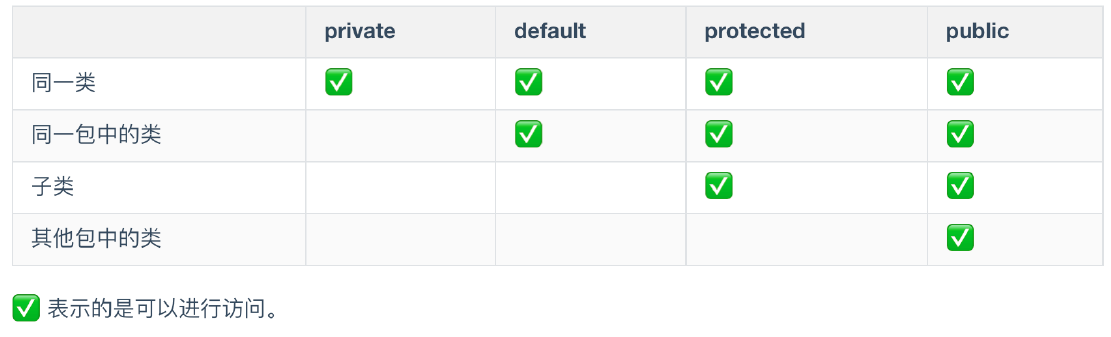 private default protected public
同一类 ✅ ✅ ✅ ✅
同一包中的类 ✅ ✅ ✅
子类 ✅ ✅
其他包中的类 ✅
✅ 表示的是可以进行访问。